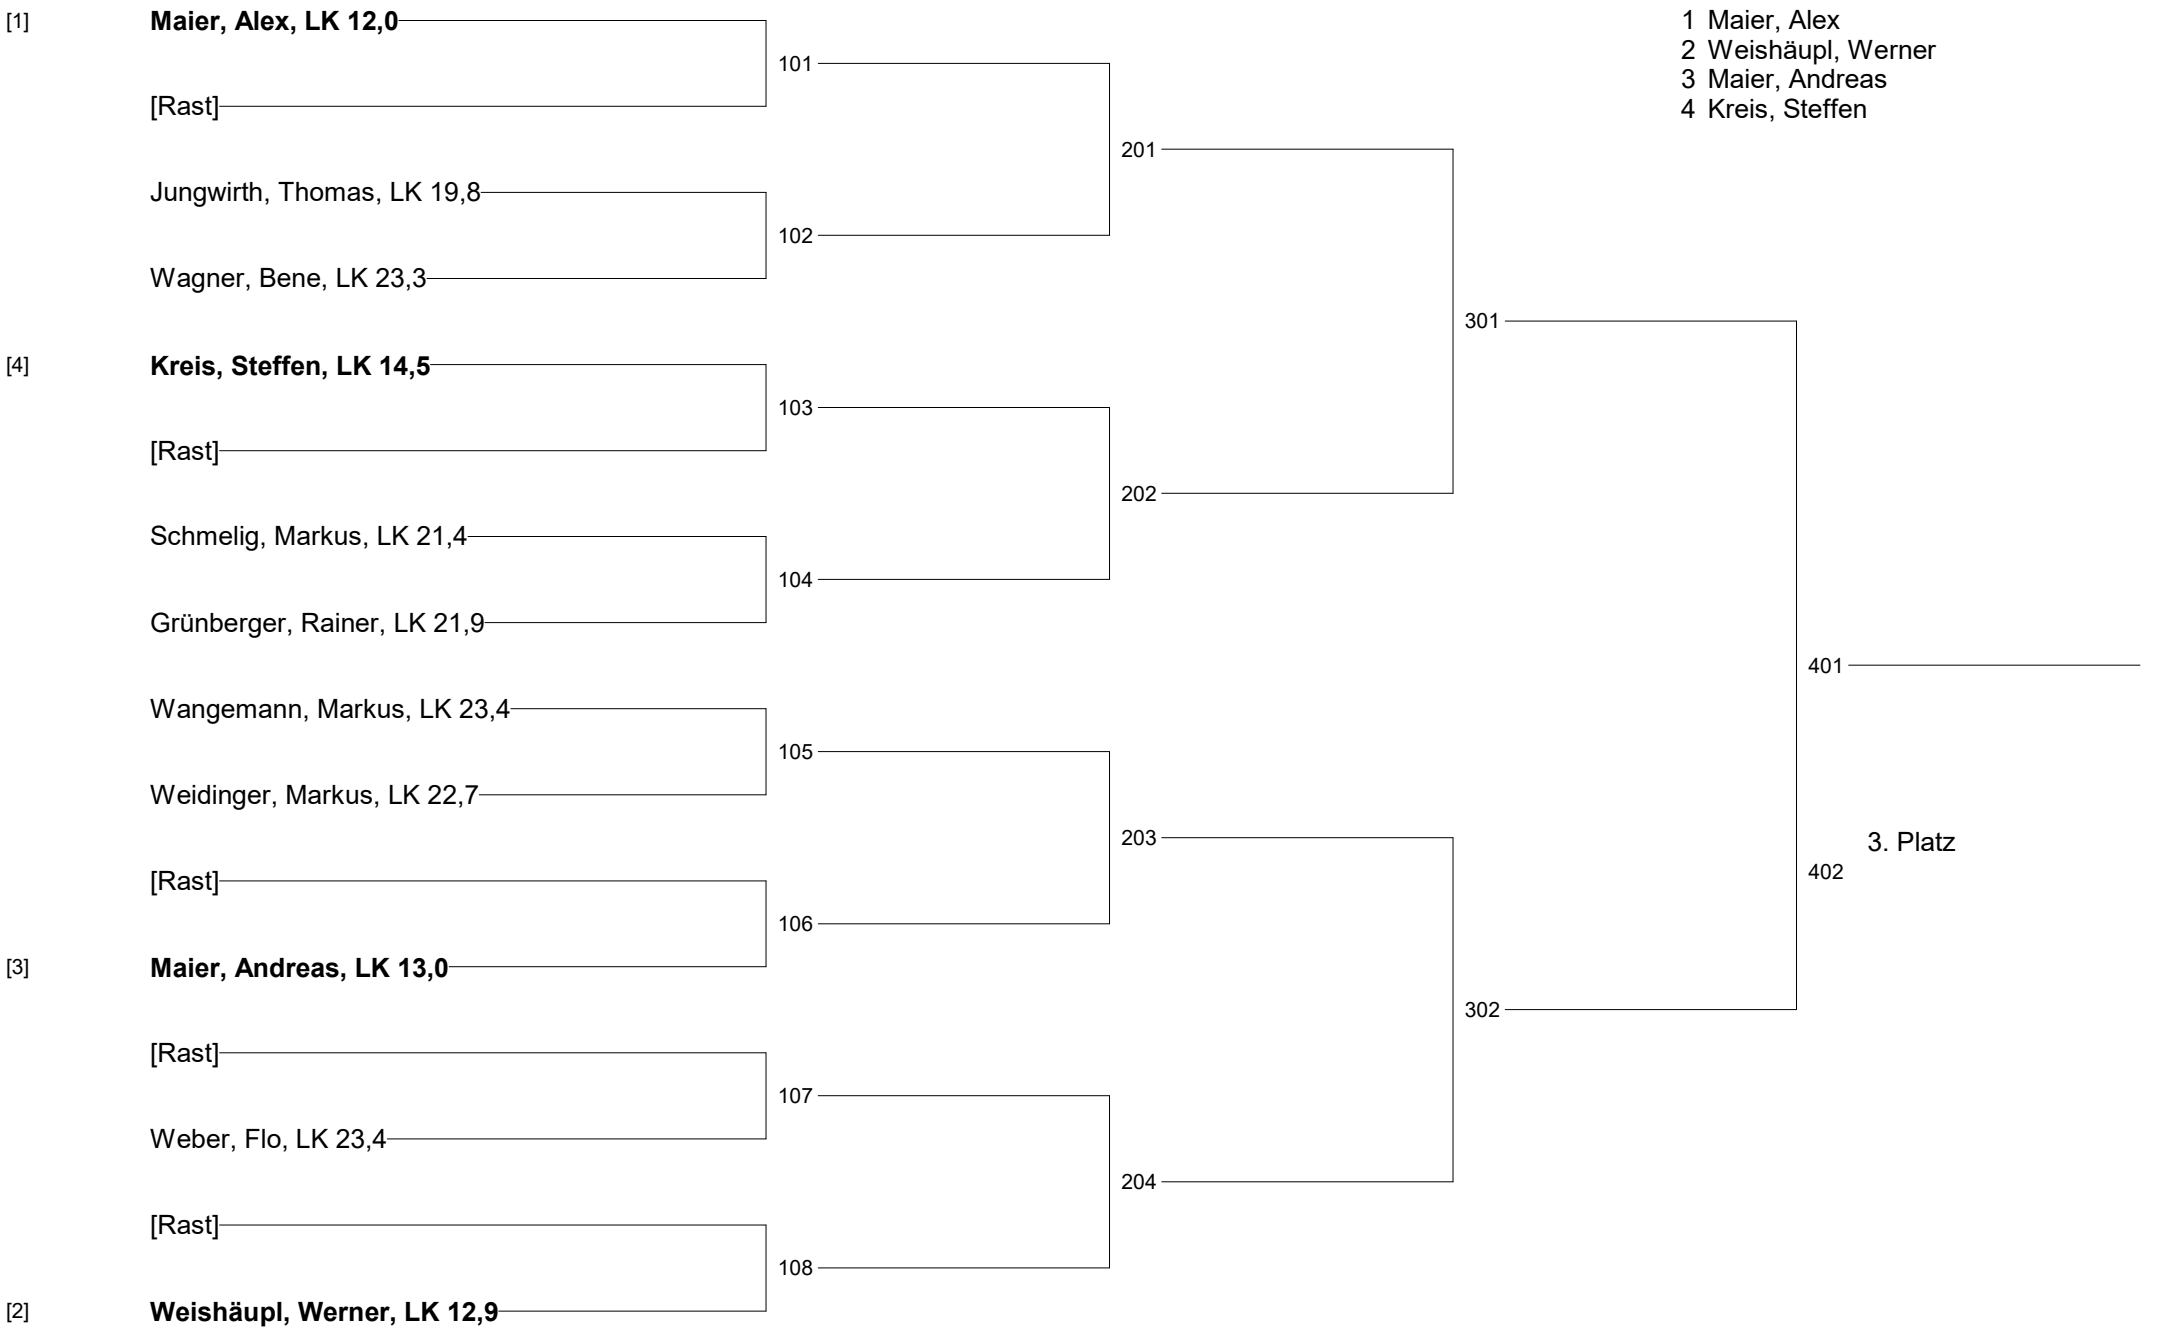 [1] Maier, Alex, LK 12,0
1 Maier, Alex
2 Weishäupl, Werner
3 Maier, Andreas
4 Kreis, Steffen
101
[Rast]
201
Jungwirth, Thomas, LK 19,8
102
Wagner, Bene, LK 23,3
301
[4] Kreis, Steffen, LK 14,5
103
[Rast]
202
Schmelig, Markus, LK 21,4
104
Grünberger, Rainer, LK 21,9
401
Wangemann, Markus, LK 23,4
105
Weidinger, Markus, LK 22,7
203
3. Platz
402
[Rast]
106
[3] Maier, Andreas, LK 13,0
302
[Rast]
107
Weber, Flo, LK 23,4
204
[Rast]
108
[2] Weishäupl, Werner, LK 12,9